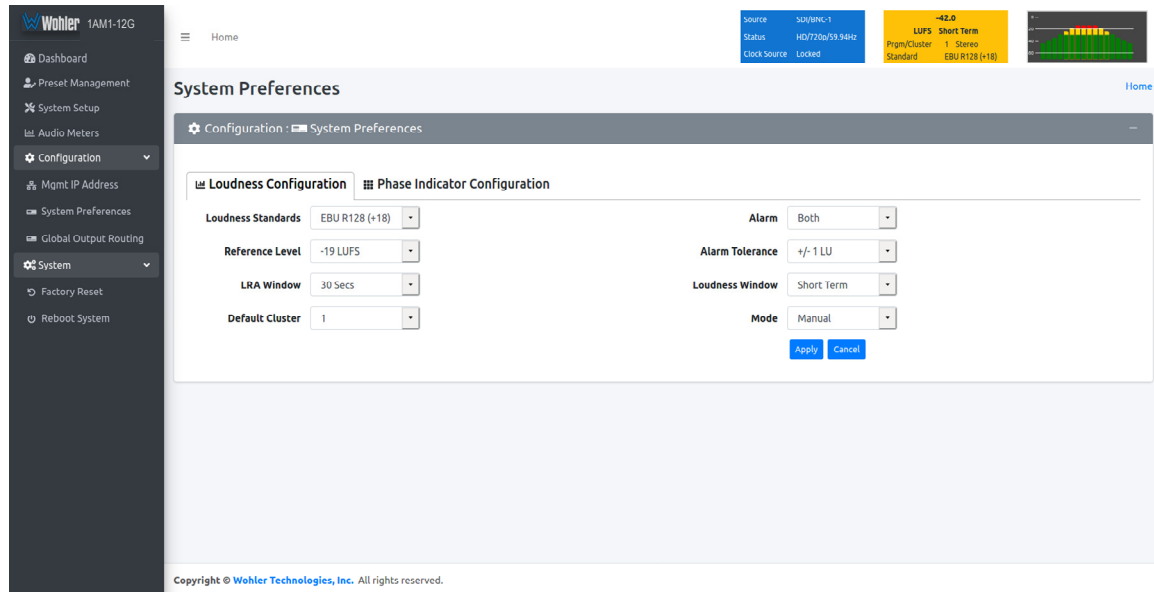 Wohler 1AM1-12G
Dashboard
Preset Management
System Setup
Audio Meters
Configuration
Mgmt IP Address
System Preferences
Global Output Routing
System
Factory Reset
Reboot System
Home
Source SDI/BNC-1
Status HD/720p/59.94Hz
Clock Source Locked
-42.0
LUFS Short Term
Prgm/Cluster 1 Stereo
Standard EBU R128 (+18)
System Preferences
Home
Configuration : System Preferences
Loudness Configuration Phase Indicator Configuration
Loudness Standards EBU R128 (+18) Alarm Both
Reference Level -19 LUFS Alarm Tolerance +/- 1 LU
LRA Window 30 Secs Loudness Window Short Term
Default Cluster 1 Mode Manual
Apply Cancel
Copyright © Wohler Technologies, Inc. All rights reserved.